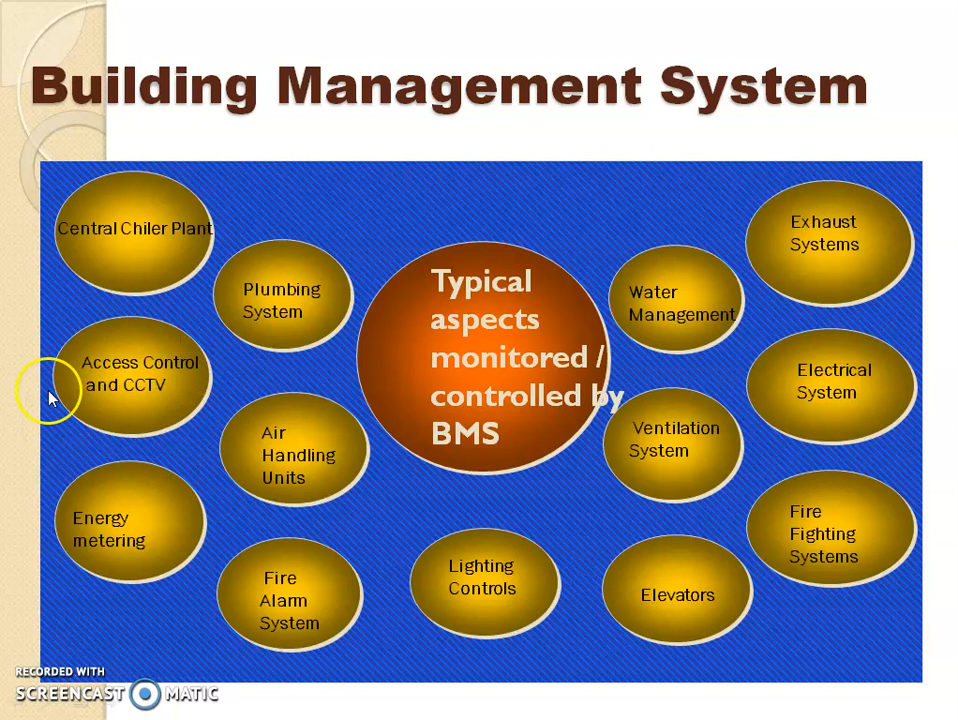 Building Management System
Central Chiler Plant
Plumbing
System
Access Control
and CCTV
Air
Handling
Units
Energy
metering
Fire
Alarm
System
Typical
aspects
monitored /
controlled by
BMS
Lighting
Controls
Water
Management
Exhaust
Systems
Ventilation
System
Electrical
System
Elevators
Fire
Fighting
Systems
RECORDED WITH
SCREENCAST MATIC